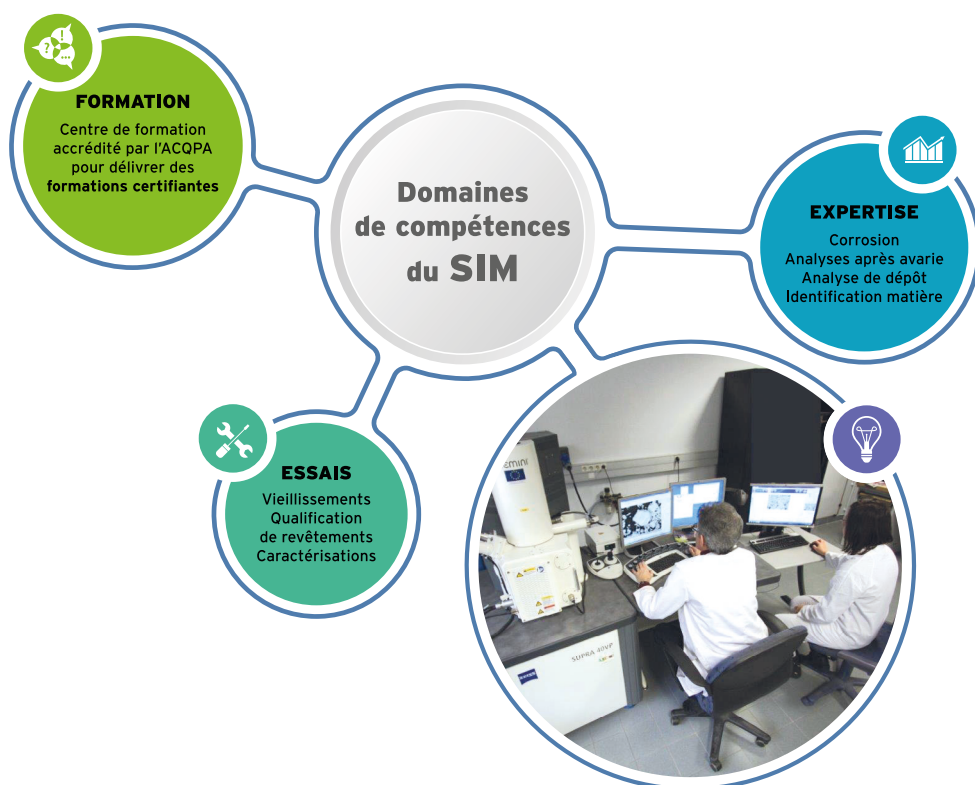 FORMATION
Centre de formation
accrédité par l'ACQPA
pour délivrer des
formations certifiantes
Domaines
de compétences
du SIM
EXPERTISE
Corrosion
Analyses après avarie
Analyse de dépôt
Identification matière
ESSAIS
Vieillissements
Qualification
de revêtements
Caractérisations
SUPRA 40VP
ZEISS